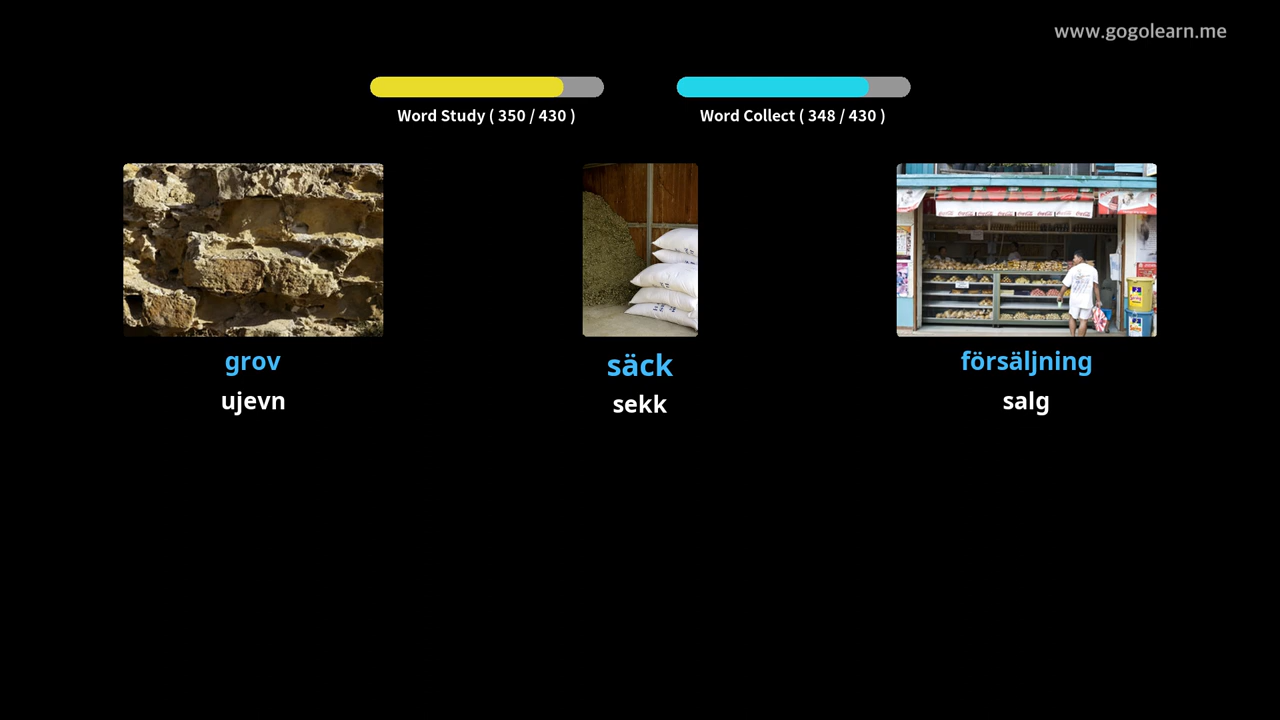 www.gogolearn.me
Word Study ( 350 / 430 )
Word Collect ( 348 / 430 )
grov
säck
försäljning
ujevn
sekk
salg